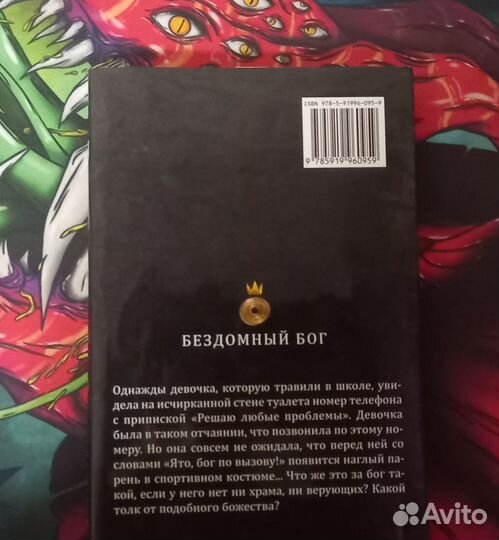 ISBN 978-5-91996-095-9
9 785919 960959
БЕЗДОМНЫЙ БОГ
Однажды девочка, которую травили в школе, уви-
дела на исчирканной стене туалета номер телефона
с припиской «Решаю любые проблемы». Девочка
была в таком отчаянии, что позвонила по этому но-
меру. Но она совсем не ожидала, что перед ней со
словами «Ято, бог по вызову!» появится наглый па-
рень в спортивном костюме... Что же это за бог та-
кой, если у него нет ни храма, ни верующих? Какой
толк от подобного божества?
Avito